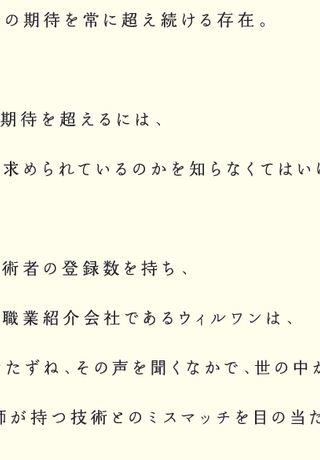 の期待を常に超え続ける存在。
期待を超えるには、
求められているのかを知らなくてはい
術者の登録数を持ち、
職業紹介会社であるウィルワンは、
たずね、その声を聞くなかで、世の中
師が持つ技術とのミスマッチを目の当た